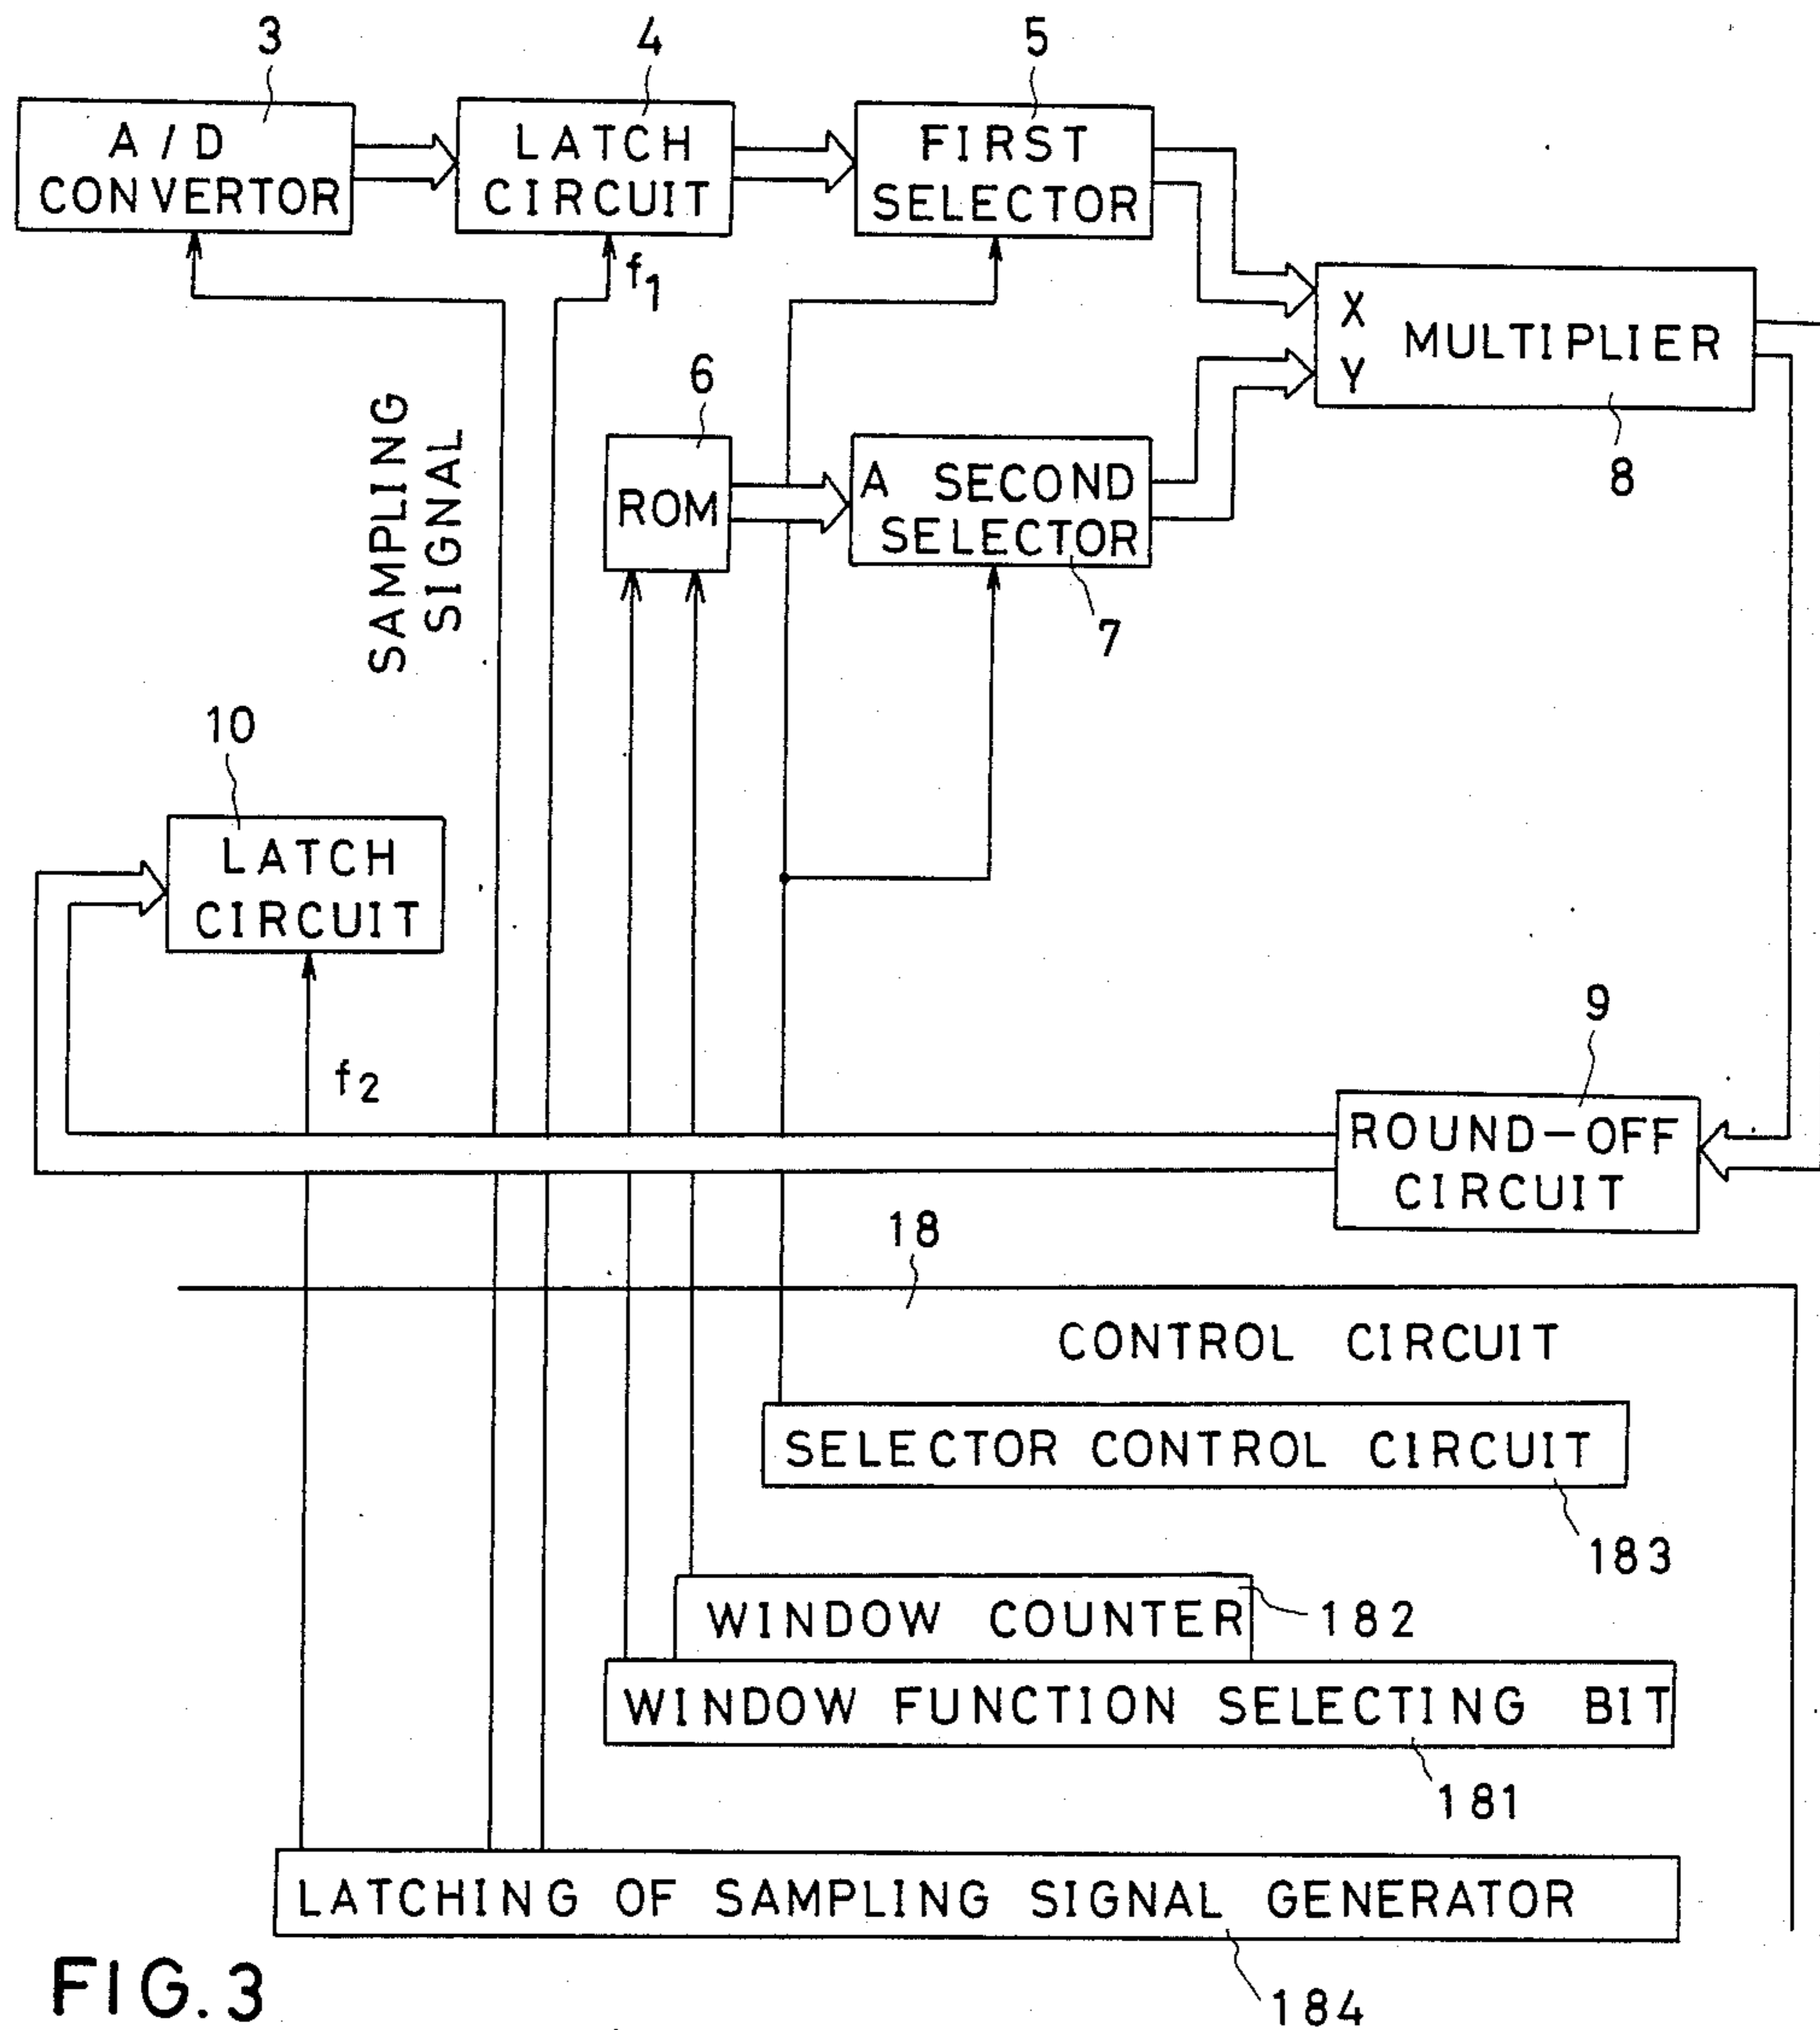 3
4
5
A/D
CONVERTOR
LATCH
CIRCUIT
FIRST
SELECTOR
f1
X
Y
MULTIPLIER
8
SAMPLING
SIGNAL
6
ROM
A SECOND
SELECTOR
7
10
LATCH
CIRCUIT
f2
9
ROUND-OFF
CIRCUIT
18
CONTROL CIRCUIT
SELECTOR CONTROL CIRCUIT
183
WINDOW COUNTER
182
WINDOW FUNCTION SELECTING BIT
181
LATCHING OF SAMPLING SIGNAL GENERATOR
184
FIG.3